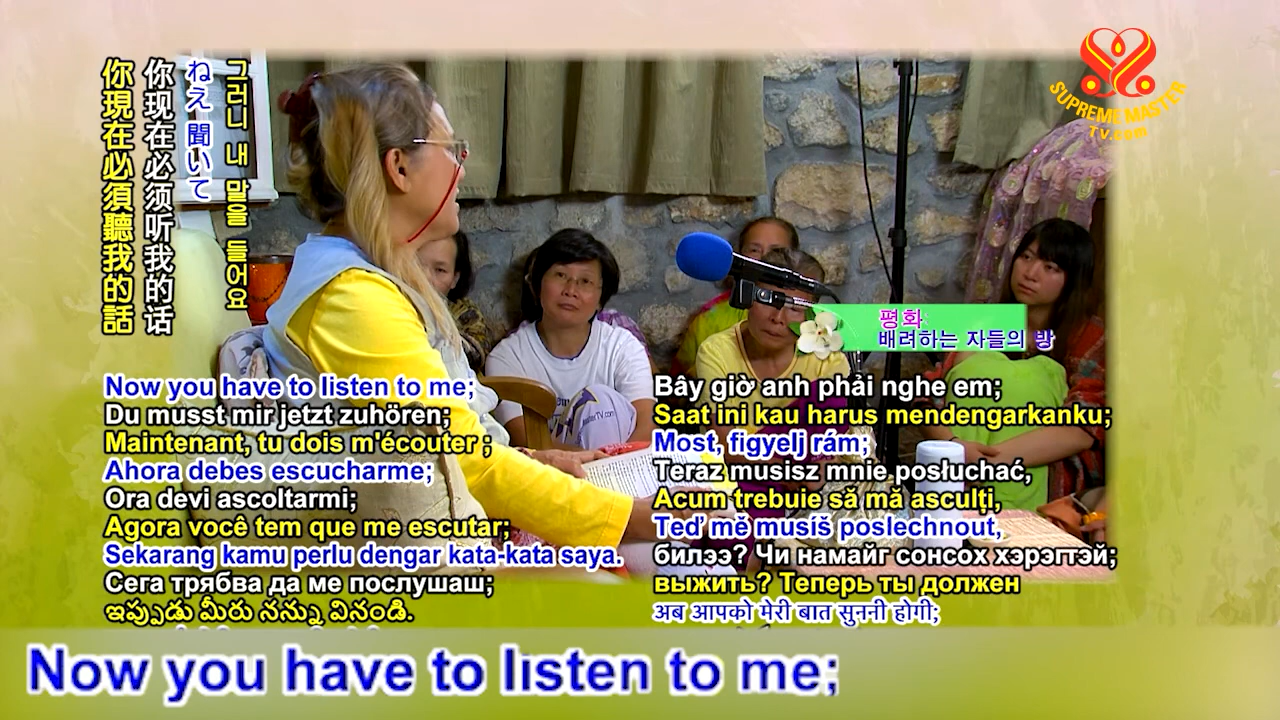 SUPREME MASTER
TV.com
你現在必須聽我的話
你现在必须听我的话
ねえ 聞いて
그러니 내 말을 들어요
평화
배려하는 자들의 방
Now you have to listen to me;
Du musst mir jetzt zuhören;
Maintenant, tu dois m'écouter ;
Ahora debes escucharme;
Ora devi ascoltarmi;
Agora você tem que me escutar;
Sekarang kamu perlu dengar kata-kata saya.
Сега трябва да ме послушаш;
ఇప్పుడు మీరు నన్ను వినండి.
Bây giờ anh phải nghe em;
Saat ini kau harus mendengarkanku;
Most, figyelj rám;
Teraz musisz mnie posłuchać,
Acum trebuie să mă asculți,
Teď mě musíš poslechnout,
билээ? Чи намайг сонсох хэрэгтэй;
выжить? Теперь ты должен
अब आपको मेरी बात सुननी होगी;
Now you have to listen to me;